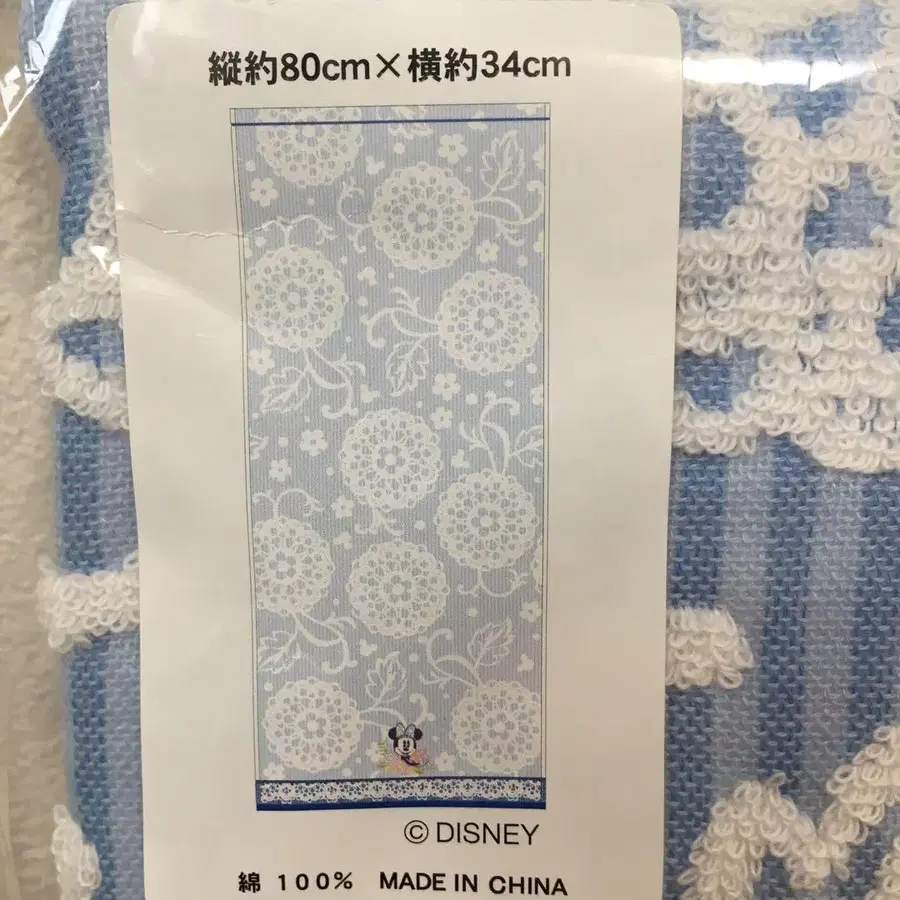 縦約80cm×横約34cm
© DISNEY
綿 100% MADE IN CHINA